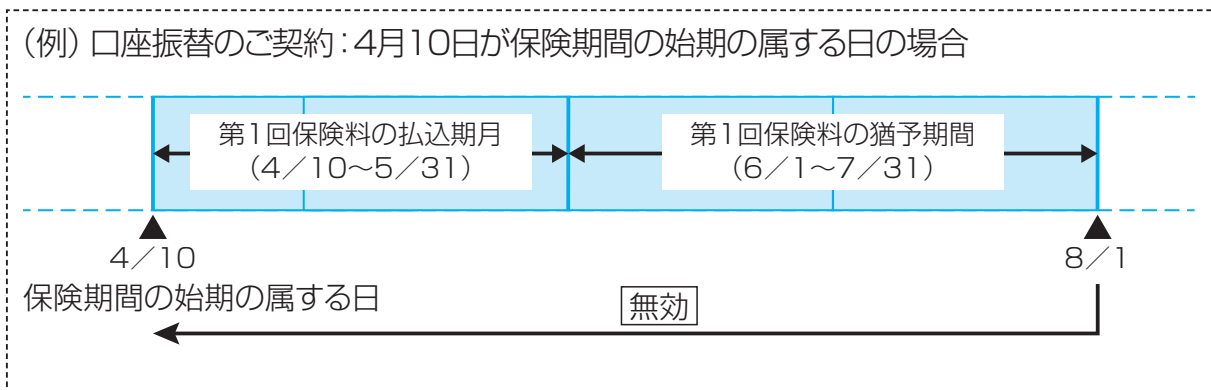 （例）口座振替のご契約：4月10日が保険期間の始期の属する日の場合
第1回保険料の払込期月
（4／10～5／31）
第1回保険料の猶予期間
（6／1～7／31）
4／10
8／1
保険期間の始期の属する日
無効